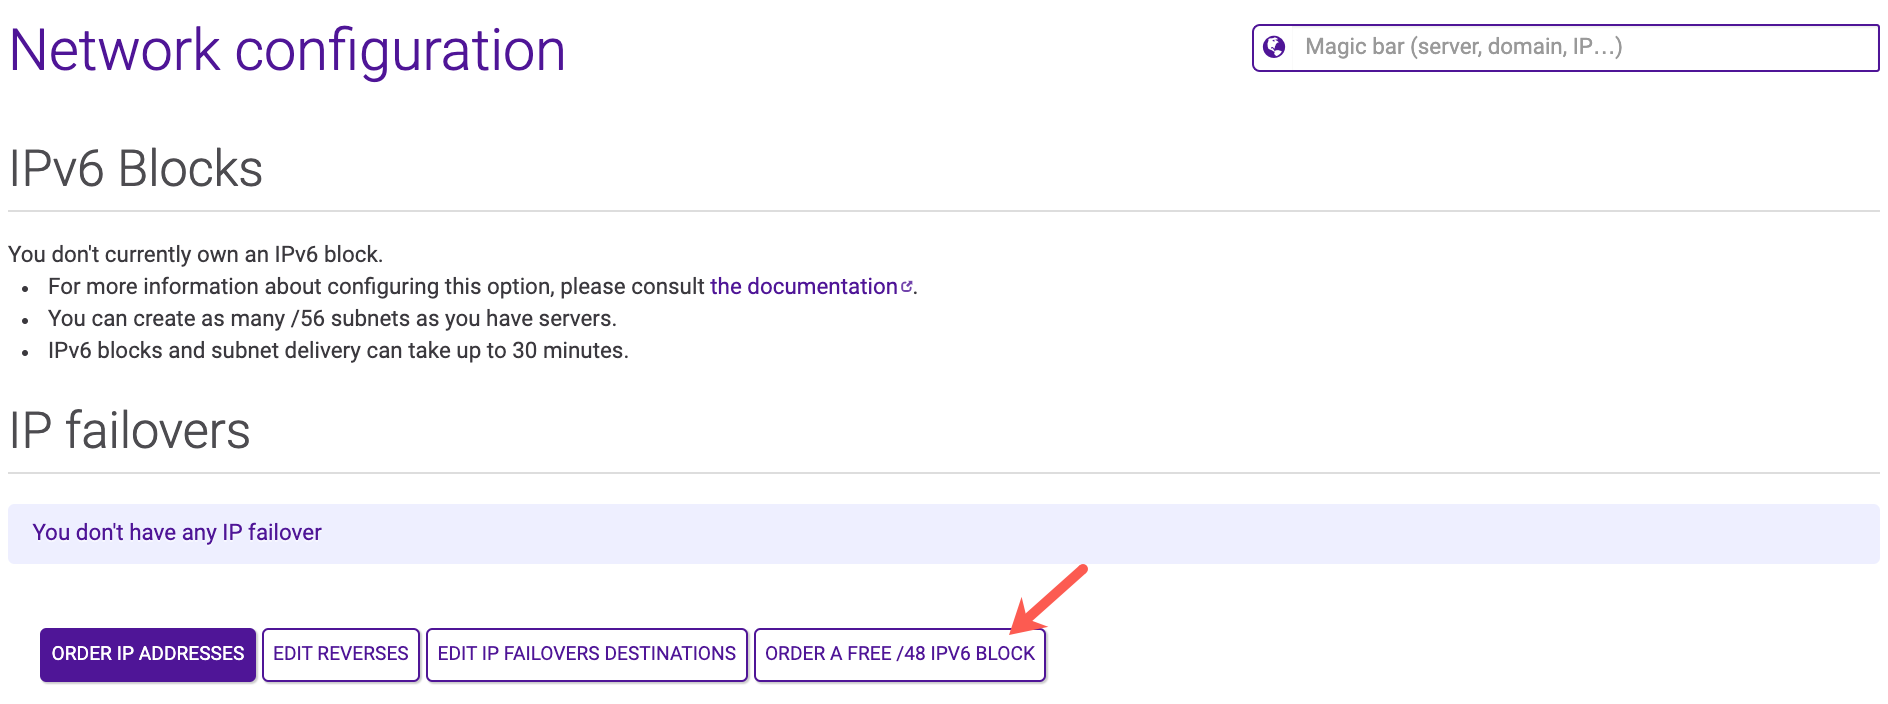 Network configuration
Magic bar (server, domain, IP...)
IPv6 Blocks
You don't currently own an IPv6 block.
• For more information about configuring this option, please consult the documentation.
• You can create as many /56 subnets as you have servers.
• IPv6 blocks and subnet delivery can take up to 30 minutes.
IP failovers
You don't have any IP failover
ORDER IP ADDRESSES
EDIT REVERSES
EDIT IP FAILOVERS DESTINATIONS
ORDER A FREE /48 IPV6 BLOCK